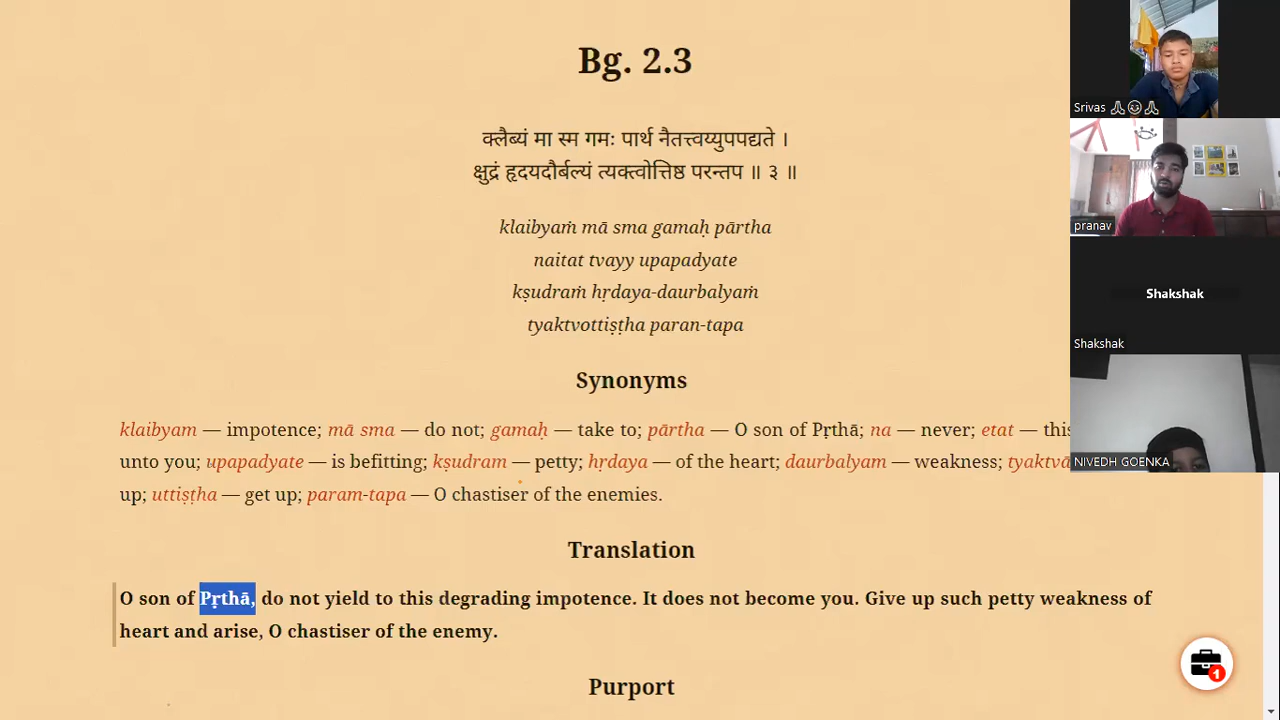 Bg. 2.3
क्लैब्यं मा स्म गमः पार्थ नैतत्त्वय्युपपद्यते ।
क्षुद्रं हृदयदौर्बल्यं त्यक्त्वोत्तिष्ठ परन्तप ॥ ३ ॥
klaibyaṁ mā sma gamaḥ pārtha
naitat tvayy upapadyate
kṣudraṁ hṛdaya-daurbalyaṁ
tyaktvottiṣṭha paran-tapa
Synonyms
klaibyam — impotence; mā sma — do not; gamaḥ — take to; pārtha — O son of Pṛthā; na — never; etat — this
unto you; upapadyate — is befitting; kṣudram — petty; hṛdaya — of the heart; daurbalyam — weakness; tyaktvā
up; uttiṣṭha — get up; param-tapa — O chastiser of the enemies.
Translation
O son of Pṛthā, do not yield to this degrading impotence. It does not become you. Give up such petty weakness of
heart and arise, O chastiser of the enemy.
Purport
Srivas 🙏😊🙏
pranav
Shakshak
Shakshak
NIVEDH GOENKA
1